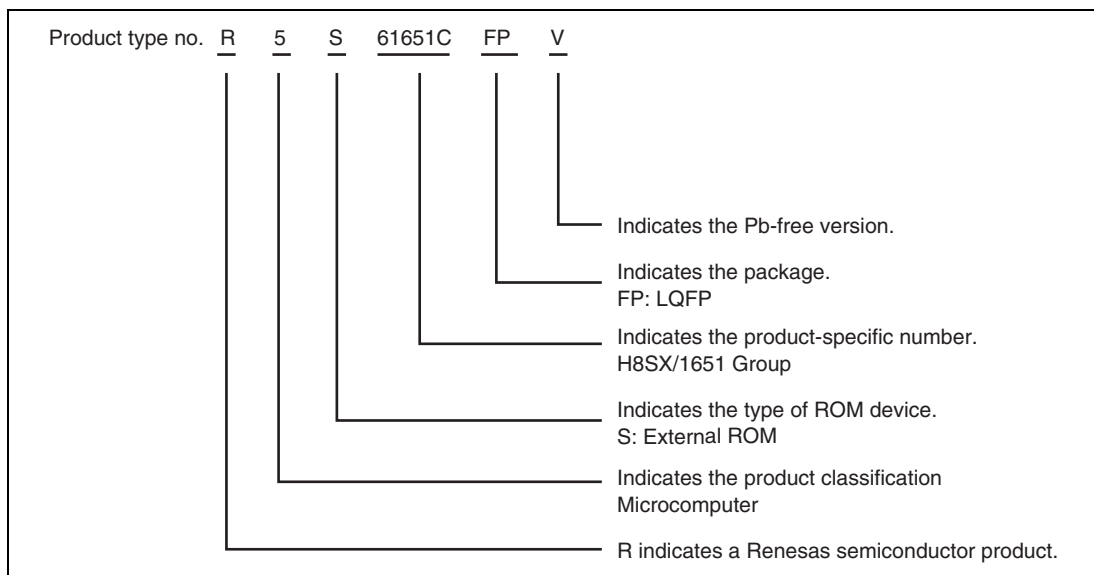 Product type no. R 5 S 61651C FP V
Indicates the Pb-free version.
Indicates the package.
FP: LQFP
Indicates the product-specific number.
H8SX/1651 Group
Indicates the type of ROM device.
S: External ROM
Indicates the product classification
Microcomputer
R indicates a Renesas semiconductor product.